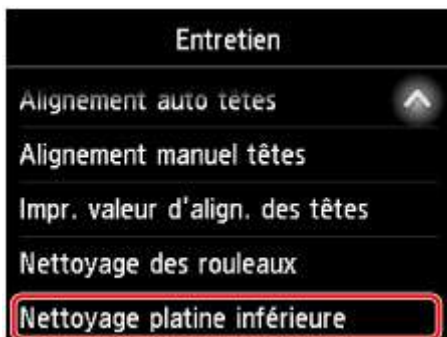 Entretien
Alignement auto têtes
Alignement manuel têtes
Impr. valeur d'align. des têtes
Nettoyage des rouleaux
Nettoyage platine inférieure